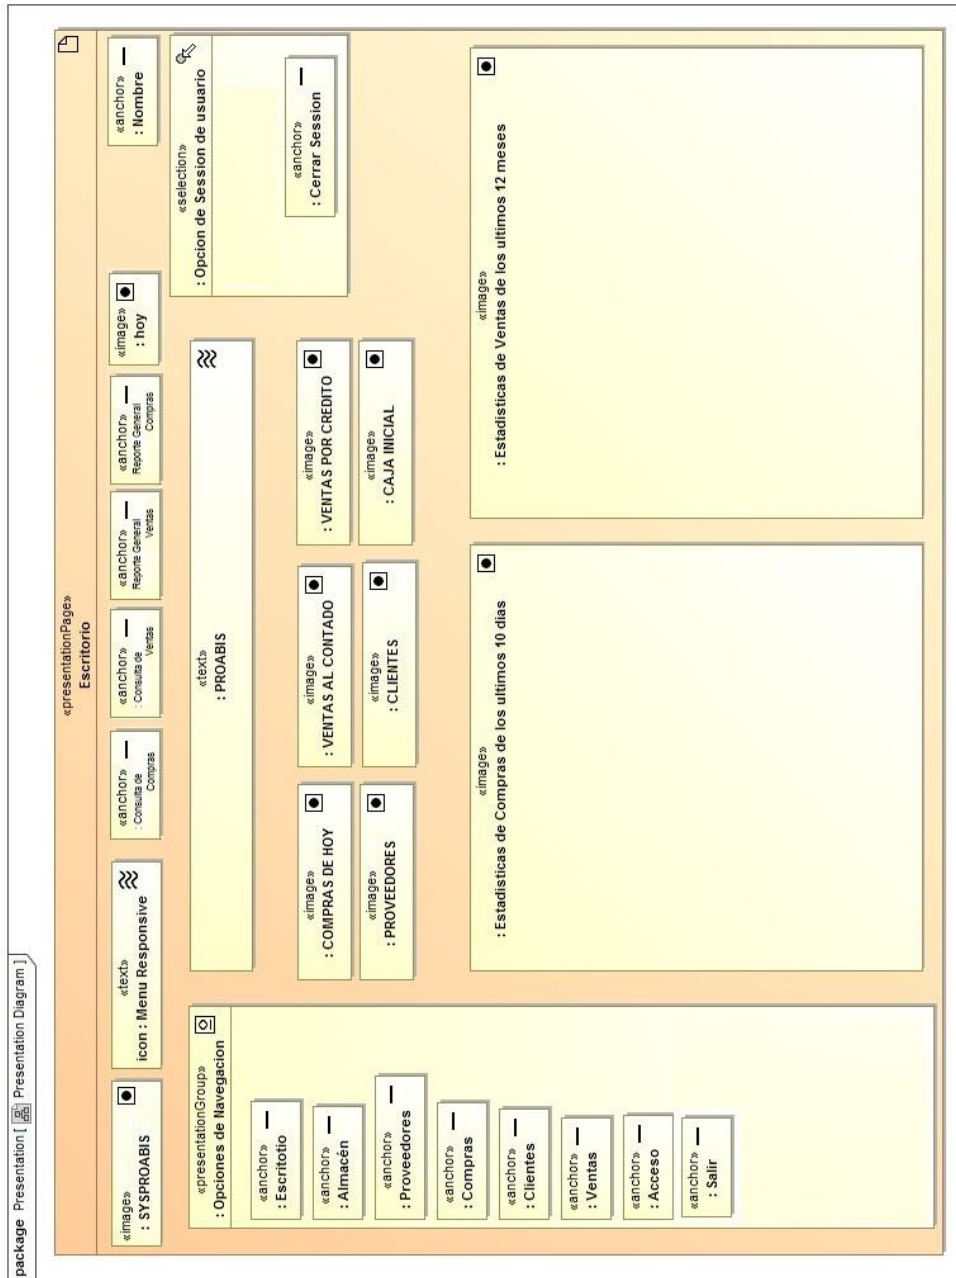 package Presentation [ Presentation Diagram ]
«presentationPage»
Escritorio
«image»
: SYSPROABIS
«text»
icon : Menu Responsive
«anchor»
: Consulta de
Compras
«anchor»
: Consulta de
Ventas
«anchor»
Reporte General
Ventas
«anchor»
Reporte General
Compras
«image»
: hoy
«anchor»
: Nombre
«selection»
: Opcion de Session de usuario
«anchor»
: Cerrar Session
«presentationGroup»
: Opciones de Navegacion
«anchor»
: Escritotio
«anchor»
: Almacén
«anchor»
: Proveedores
«anchor»
: Compras
«anchor»
: Clientes
«anchor»
: Ventas
«anchor»
: Acceso
«anchor»
: Salir
«text»
: PROABIS
«image»
: COMPRAS DE HOY
«image»
: VENTAS AL CONTADO
«image»
: VENTAS POR CREDITO
«image»
: PROVEEDORES
«image»
: CLIENTES
«image»
: CAJA INICIAL
«image»
: Estadisticas de Compras de los ultimos 10 dias
«image»
: Estadisticas de Ventas de los ultimos 12 meses